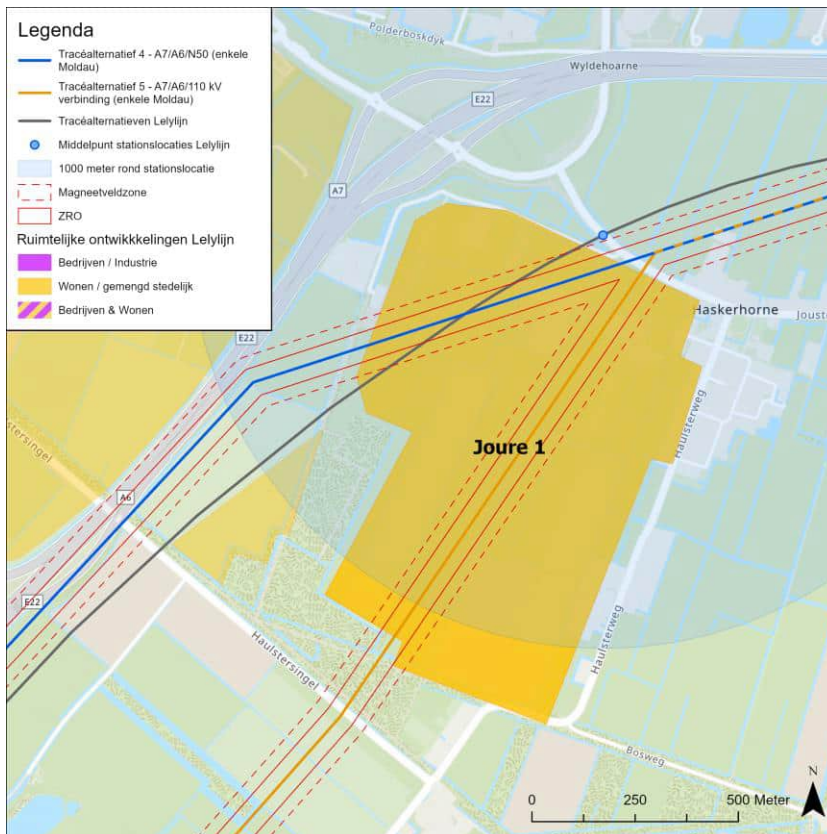 Legenda
Tracéalternatief 4 - A7/A6/N50 (enkele
Moldau)
Tracéalternatief 5 - A7/A6/110 kV
verbinding (enkele Moldau)
Tracéalternatieven Lelylijn
Middelpunt stationslocaties Lelylijn
1000 meter rond stationslocatie
Magneetveldzone
ZRO
Ruimtelijke ontwikkkelingen Lelylijn
Bedrijven / Industrie
Wonen / gemengd stedelijk
Bedrijven & Wonen
Polderboskdyk
Wyldehoarne
E22
A7
Haskerhorne
Jouste
E22
Haulsterweg
Joure 1
stersingel
A6
E22
Haulsterweg
Haulstersingel
Bosweg
N
0 250 500 Meter